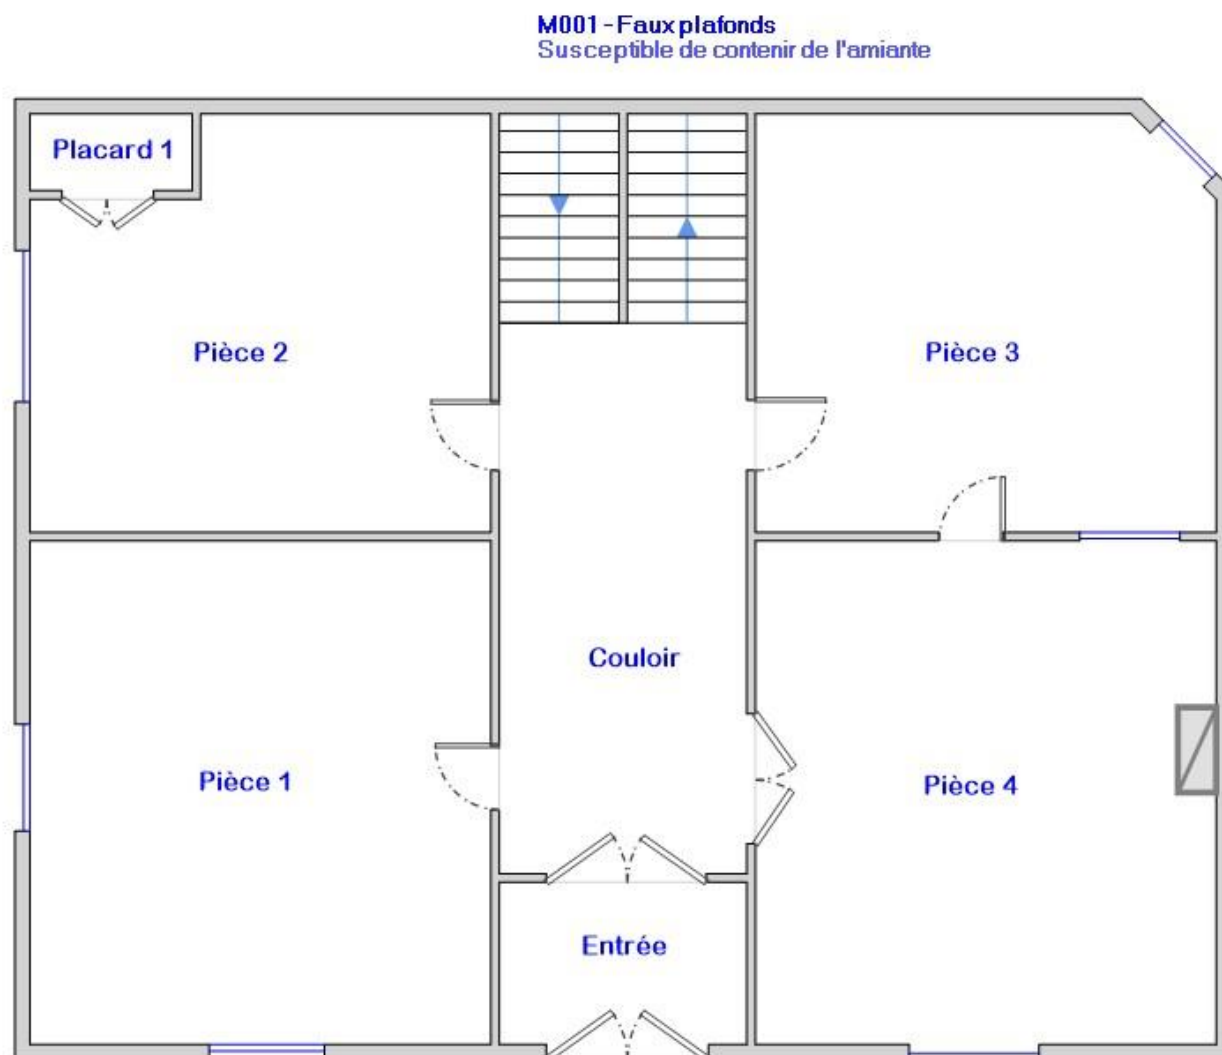 M001 - Faux plafonds
Susceptible de contenir de l'amiante
Placard 1
Pièce 2
Pièce 3
Couloir
Pièce 1
Pièce 4
Entrée